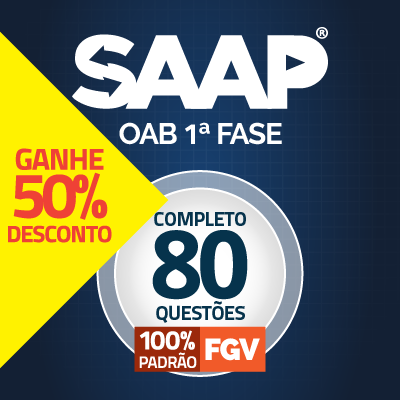 SAAP®
OAB 1ª FASE
GANHE
50%
DESCONTO
COMPLETO
80
QUESTÕES
100%
PADRÃO
FGV